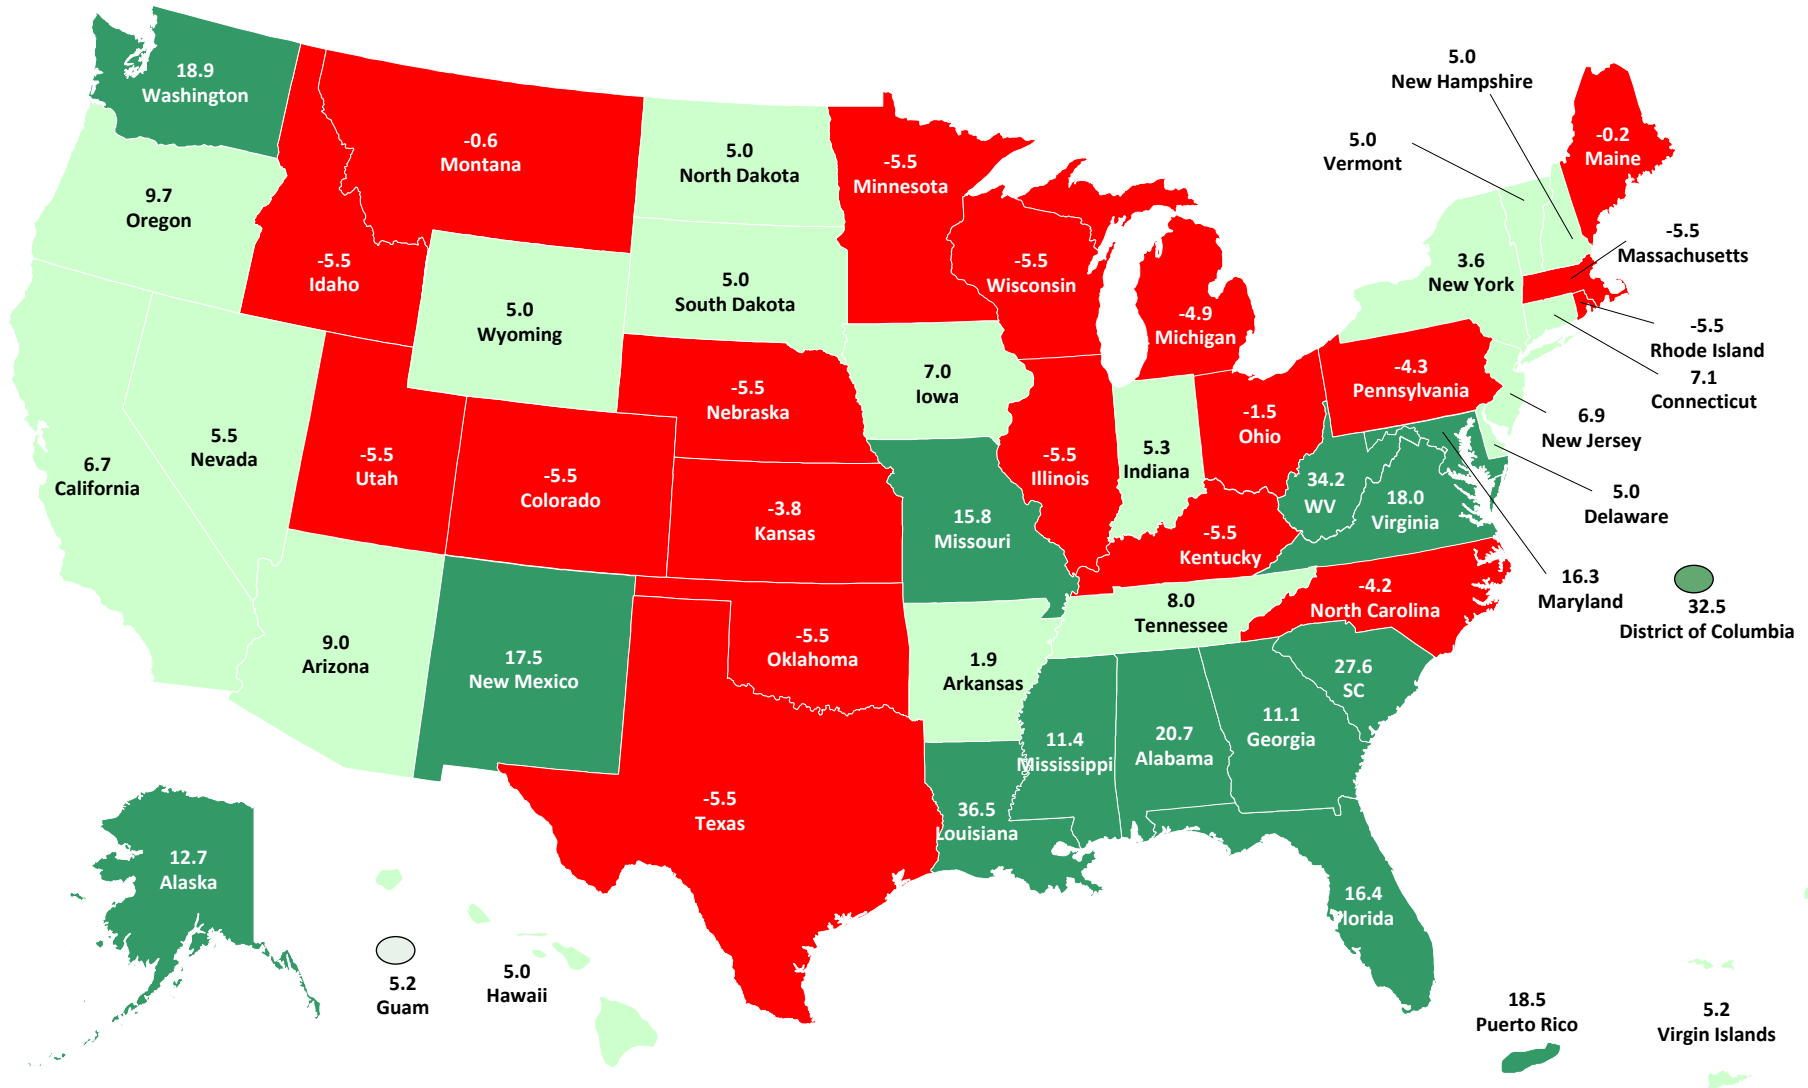 18.9
Washington
9.7
Oregon
6.7
California
5.5
Nevada
-5.5
Idaho
-0.6
Montana
5.0
Wyoming
-5.5
Utah
-5.5
Colorado
9.0
Arizona
17.5
New Mexico
5.0
North Dakota
5.0
South Dakota
-5.5
Nebraska
-3.8
Kansas
-5.5
Oklahoma
-5.5
Texas
-5.5
Minnesota
7.0
Iowa
15.8
Missouri
1.9
Arkansas
36.5
Louisiana
-5.5
Wisconsin
-5.5
Illinois
-4.9
Michigan
5.3
Indiana
-1.5
Ohio
-5.5
Kentucky
8.0
Tennessee
11.4
Mississippi
20.7
Alabama
11.1
Georgia
16.4
Florida
27.6
SC
-4.2
North Carolina
18.0
Virginia
34.2
WV
-4.3
Pennsylvania
3.6
New York
5.0
Vermont
5.0
New Hampshire
-0.2
Maine
-5.5
Massachusetts
-5.5
Rhode Island
7.1
Connecticut
6.9
New Jersey
5.0
Delaware
16.3
Maryland
32.5
District of Columbia
12.7
Alaska
5.2
Guam
5.0
Hawaii
18.5
Puerto Rico
5.2
Virgin Islands